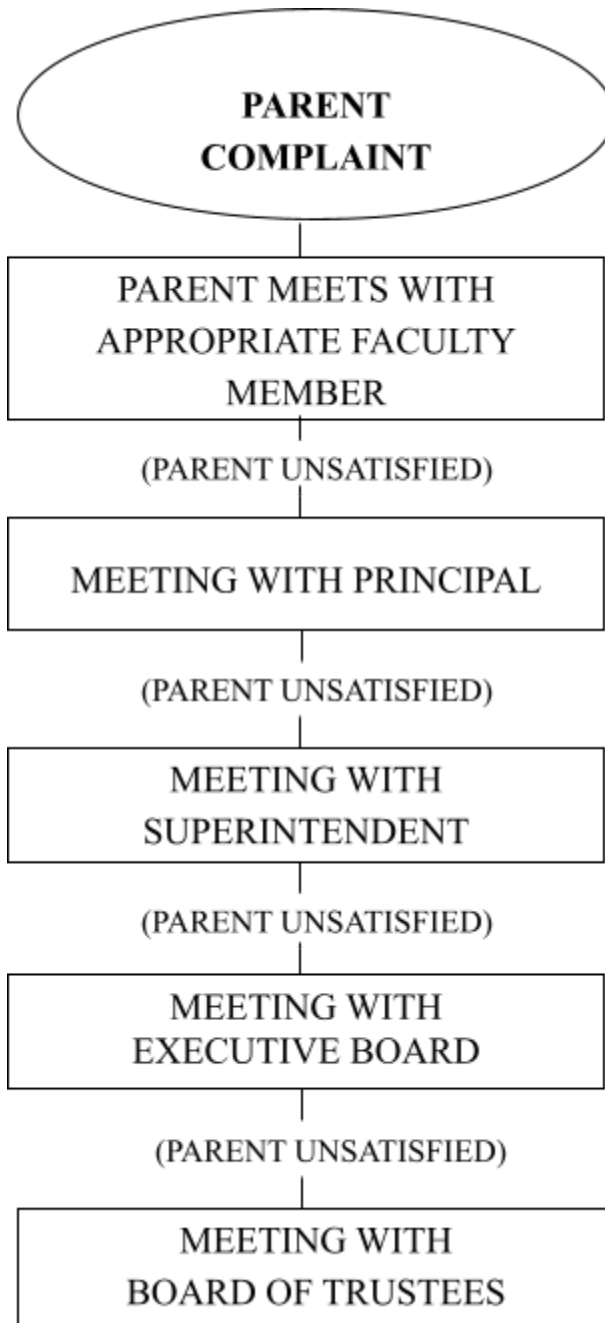 PARENT
COMPLAINT
PARENT MEETS WITH
APPROPRIATE FACULTY
MEMBER
(PARENT UNSATISFIED)
MEETING WITH PRINCIPAL
(PARENT UNSATISFIED)
MEETING WITH
SUPERINTENDENT
(PARENT UNSATISFIED)
MEETING WITH
EXECUTIVE BOARD
(PARENT UNSATISFIED)
MEETING WITH
BOARD OF TRUSTEES